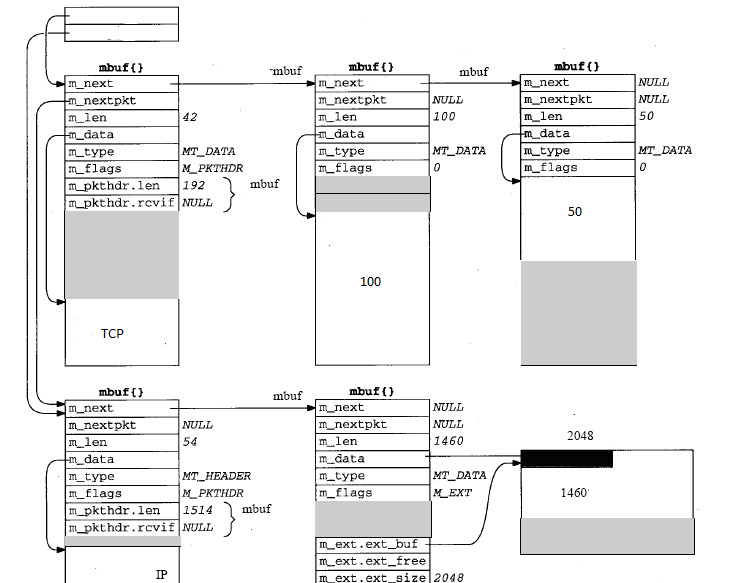 mbuf{}
m_next
m_nextpkt
m_len 42
m_data
m_type MT_DATA
m_flags M_PKTHDR
m_pkthdr.len 192
m_pkthdr.rcvif NULL
mbuf
TCP
mbuf
mbuf{}
m_next
m_nextpkt NULL
m_len 100
m_data
m_type MT_DATA
m_flags 0
100
mbuf
mbuf{}
m_next NULL
m_nextpkt NULL
m_len 50
m_data
m_type MT_DATA
m_flags 0
50
mbuf{}
m_next
m_nextpkt NULL
m_len 54
m_data
m_type MT_HEADER
m_flags M_PKTHDR
m_pkthdr.len 1514
m_pkthdr.rcvif NULL
mbuf
IP
mbuf
mbuf{}
m_next NULL
m_nextpkt NULL
m_len 1460
m_data
m_type MT_DATA
m_flags M_EXT
m_ext.ext_buf
m_ext.ext_free
m_ext.ext_size 2048
2048
1460